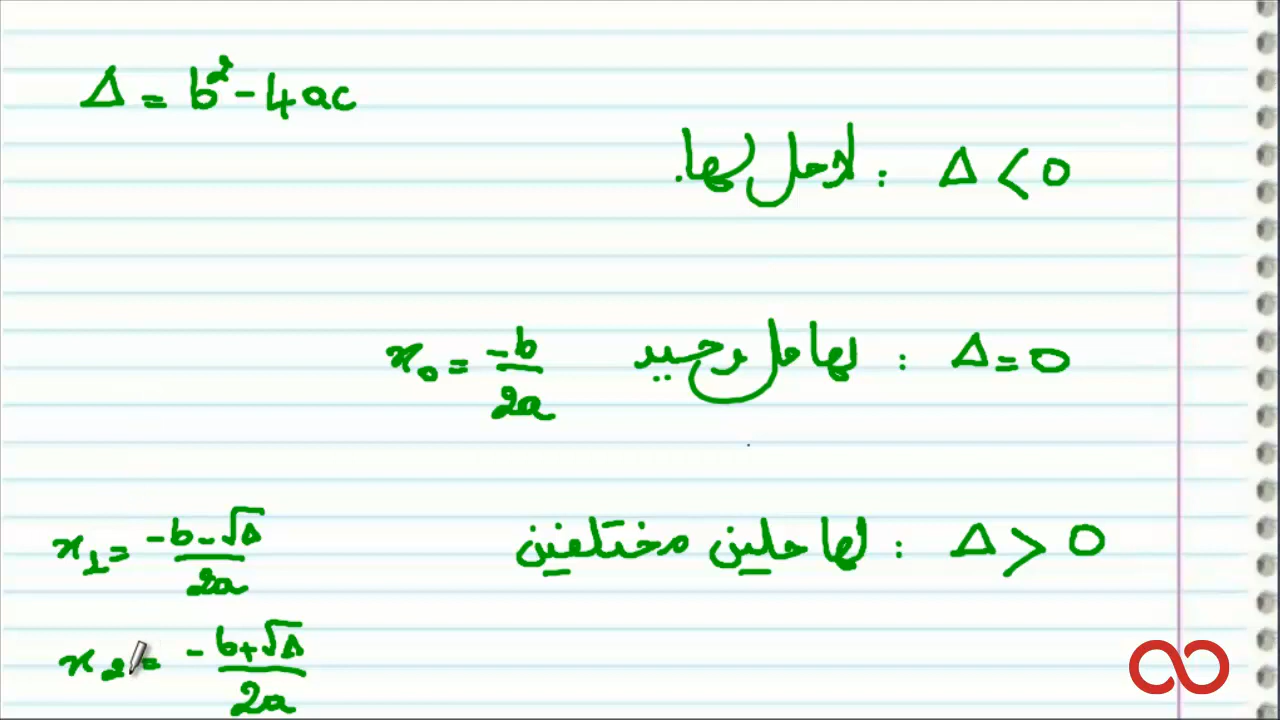 Δ = b² - 4ac
Δ < 0 : لا حل لها.
Δ = 0 : لها حل وحيد x₀ = -b/2a
Δ > 0 : لها حلين مختلفين x₁ = (-b - √Δ)/2a
x₂ = (-b + √Δ)/2a